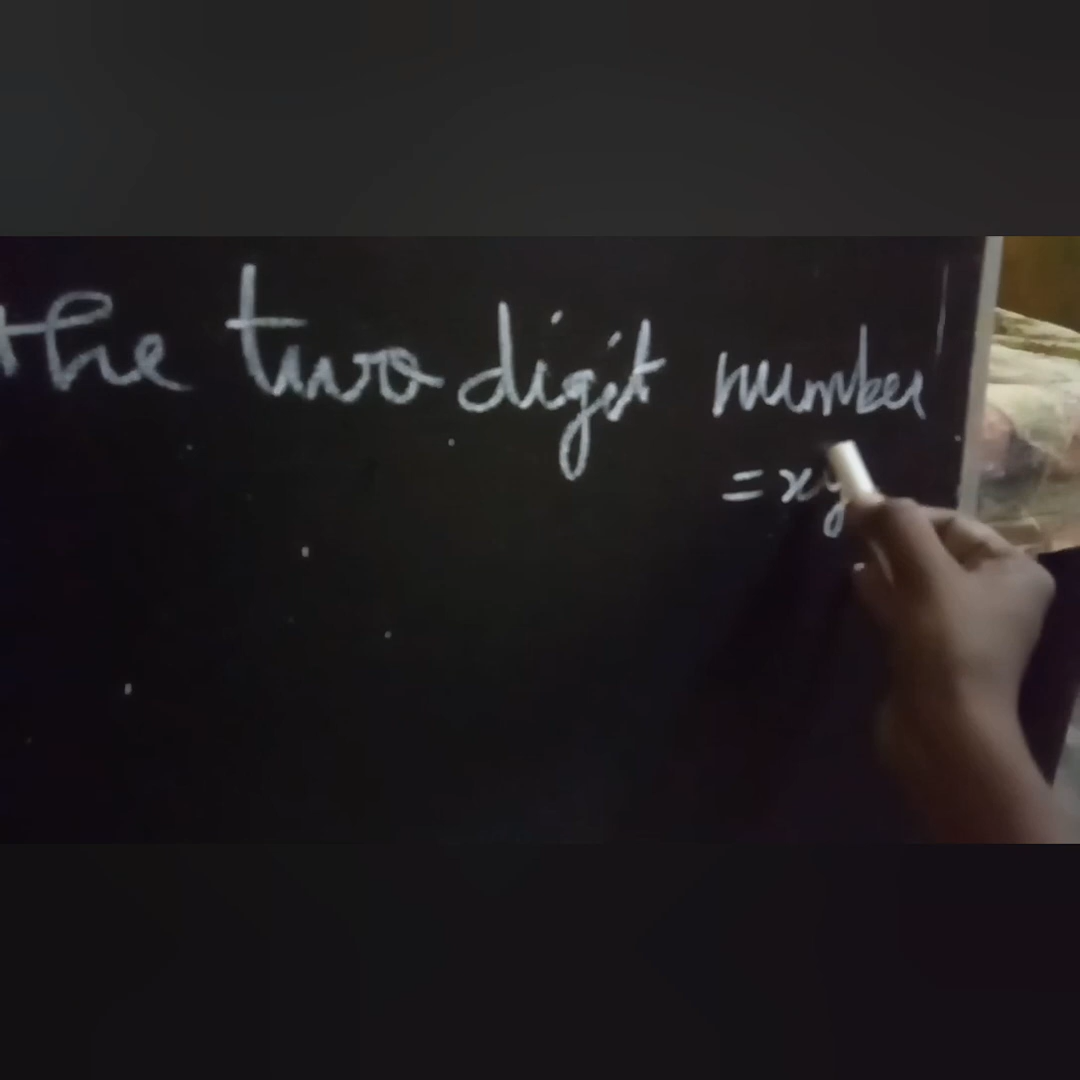 the two digit number
= xy